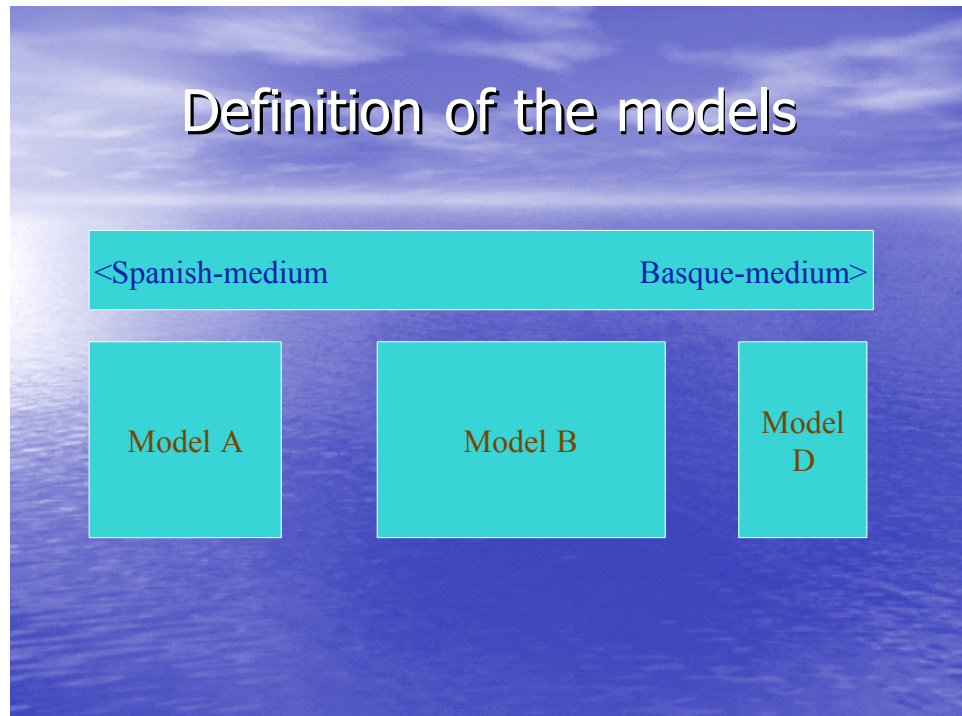 Definition of the models
<Spanish-medium Basque-medium>
Model A
Model B
Model
D